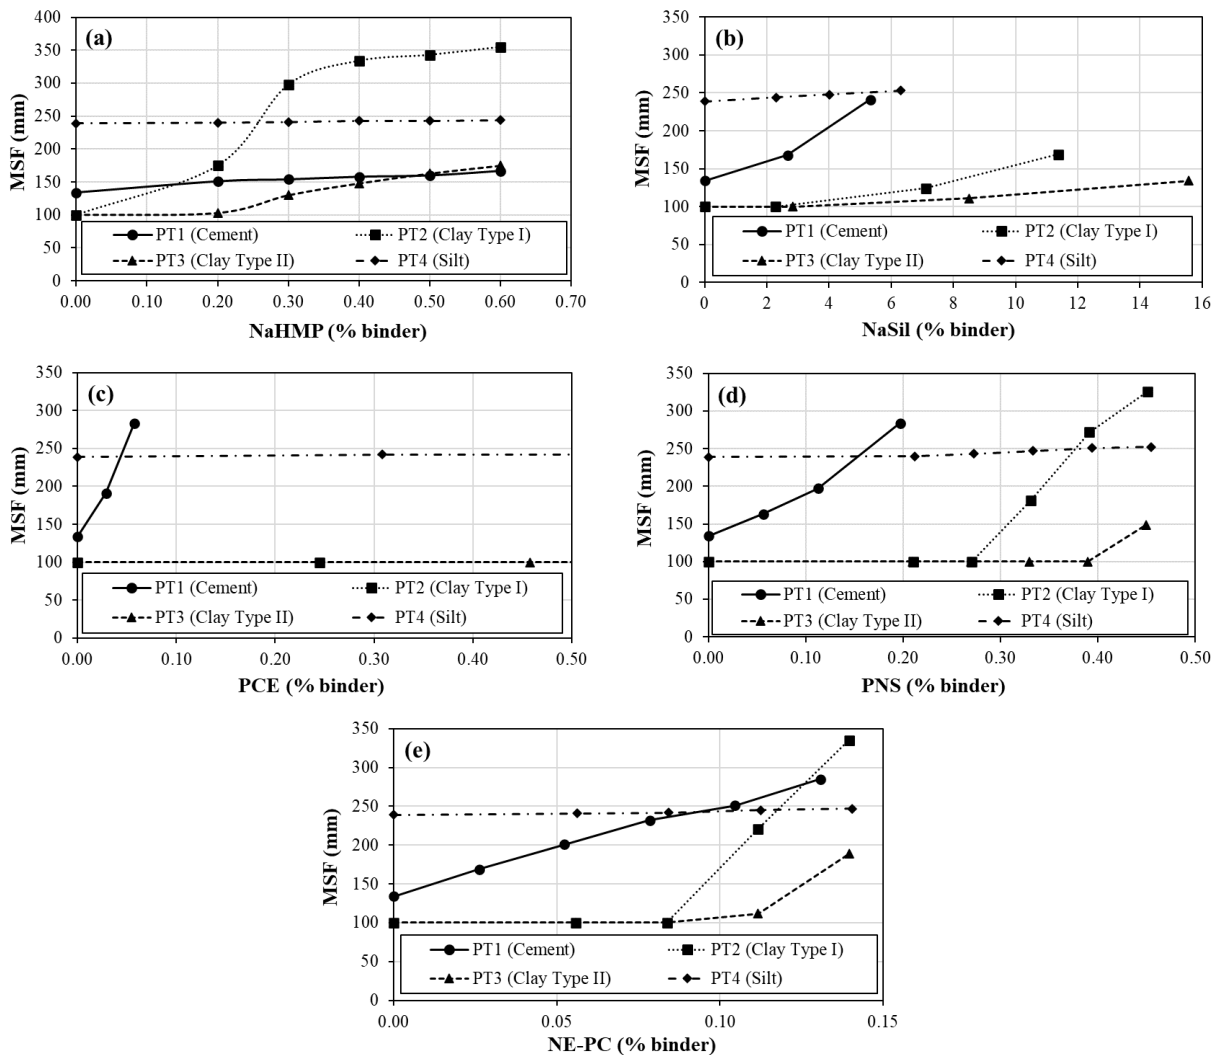 (a)
MSF (mm)
400
350
300
250
200
150
100
50
0
PT1 (Cement) PT2 (Clay Type I)
PT3 (Clay Type II) PT4 (Silt)
0.00 0.10 0.20 0.30 0.40 0.50 0.60 0.70
NaHMP (% binder)
(b)
MSF (mm)
350
300
250
200
150
100
50
0
PT1 (Cement) PT2 (Clay Type I)
PT3 (Clay Type II) PT4 (Silt)
0 2 4 6 8 10 12 14 16
NaSil (% binder)
(c)
MSF (mm)
350
300
250
200
150
100
50
0
PT1 (Cement) PT2 (Clay Type I)
PT3 (Clay Type II) PT4 (Silt)
0.00 0.10 0.20 0.30 0.40 0.50
PCE (% binder)
(d)
MSF (mm)
350
300
250
200
150
100
50
0
PT1 (Cement) PT2 (Clay Type I)
PT3 (Clay Type II) PT4 (Silt)
0.00 0.10 0.20 0.30 0.40 0.50
PNS (% binder)
(e)
MSF (mm)
350
300
250
200
150
100
50
0
PT1 (Cement) PT2 (Clay Type I)
PT3 (Clay Type II) PT4 (Silt)
0.00 0.05 0.10 0.15
NE-PC (% binder)